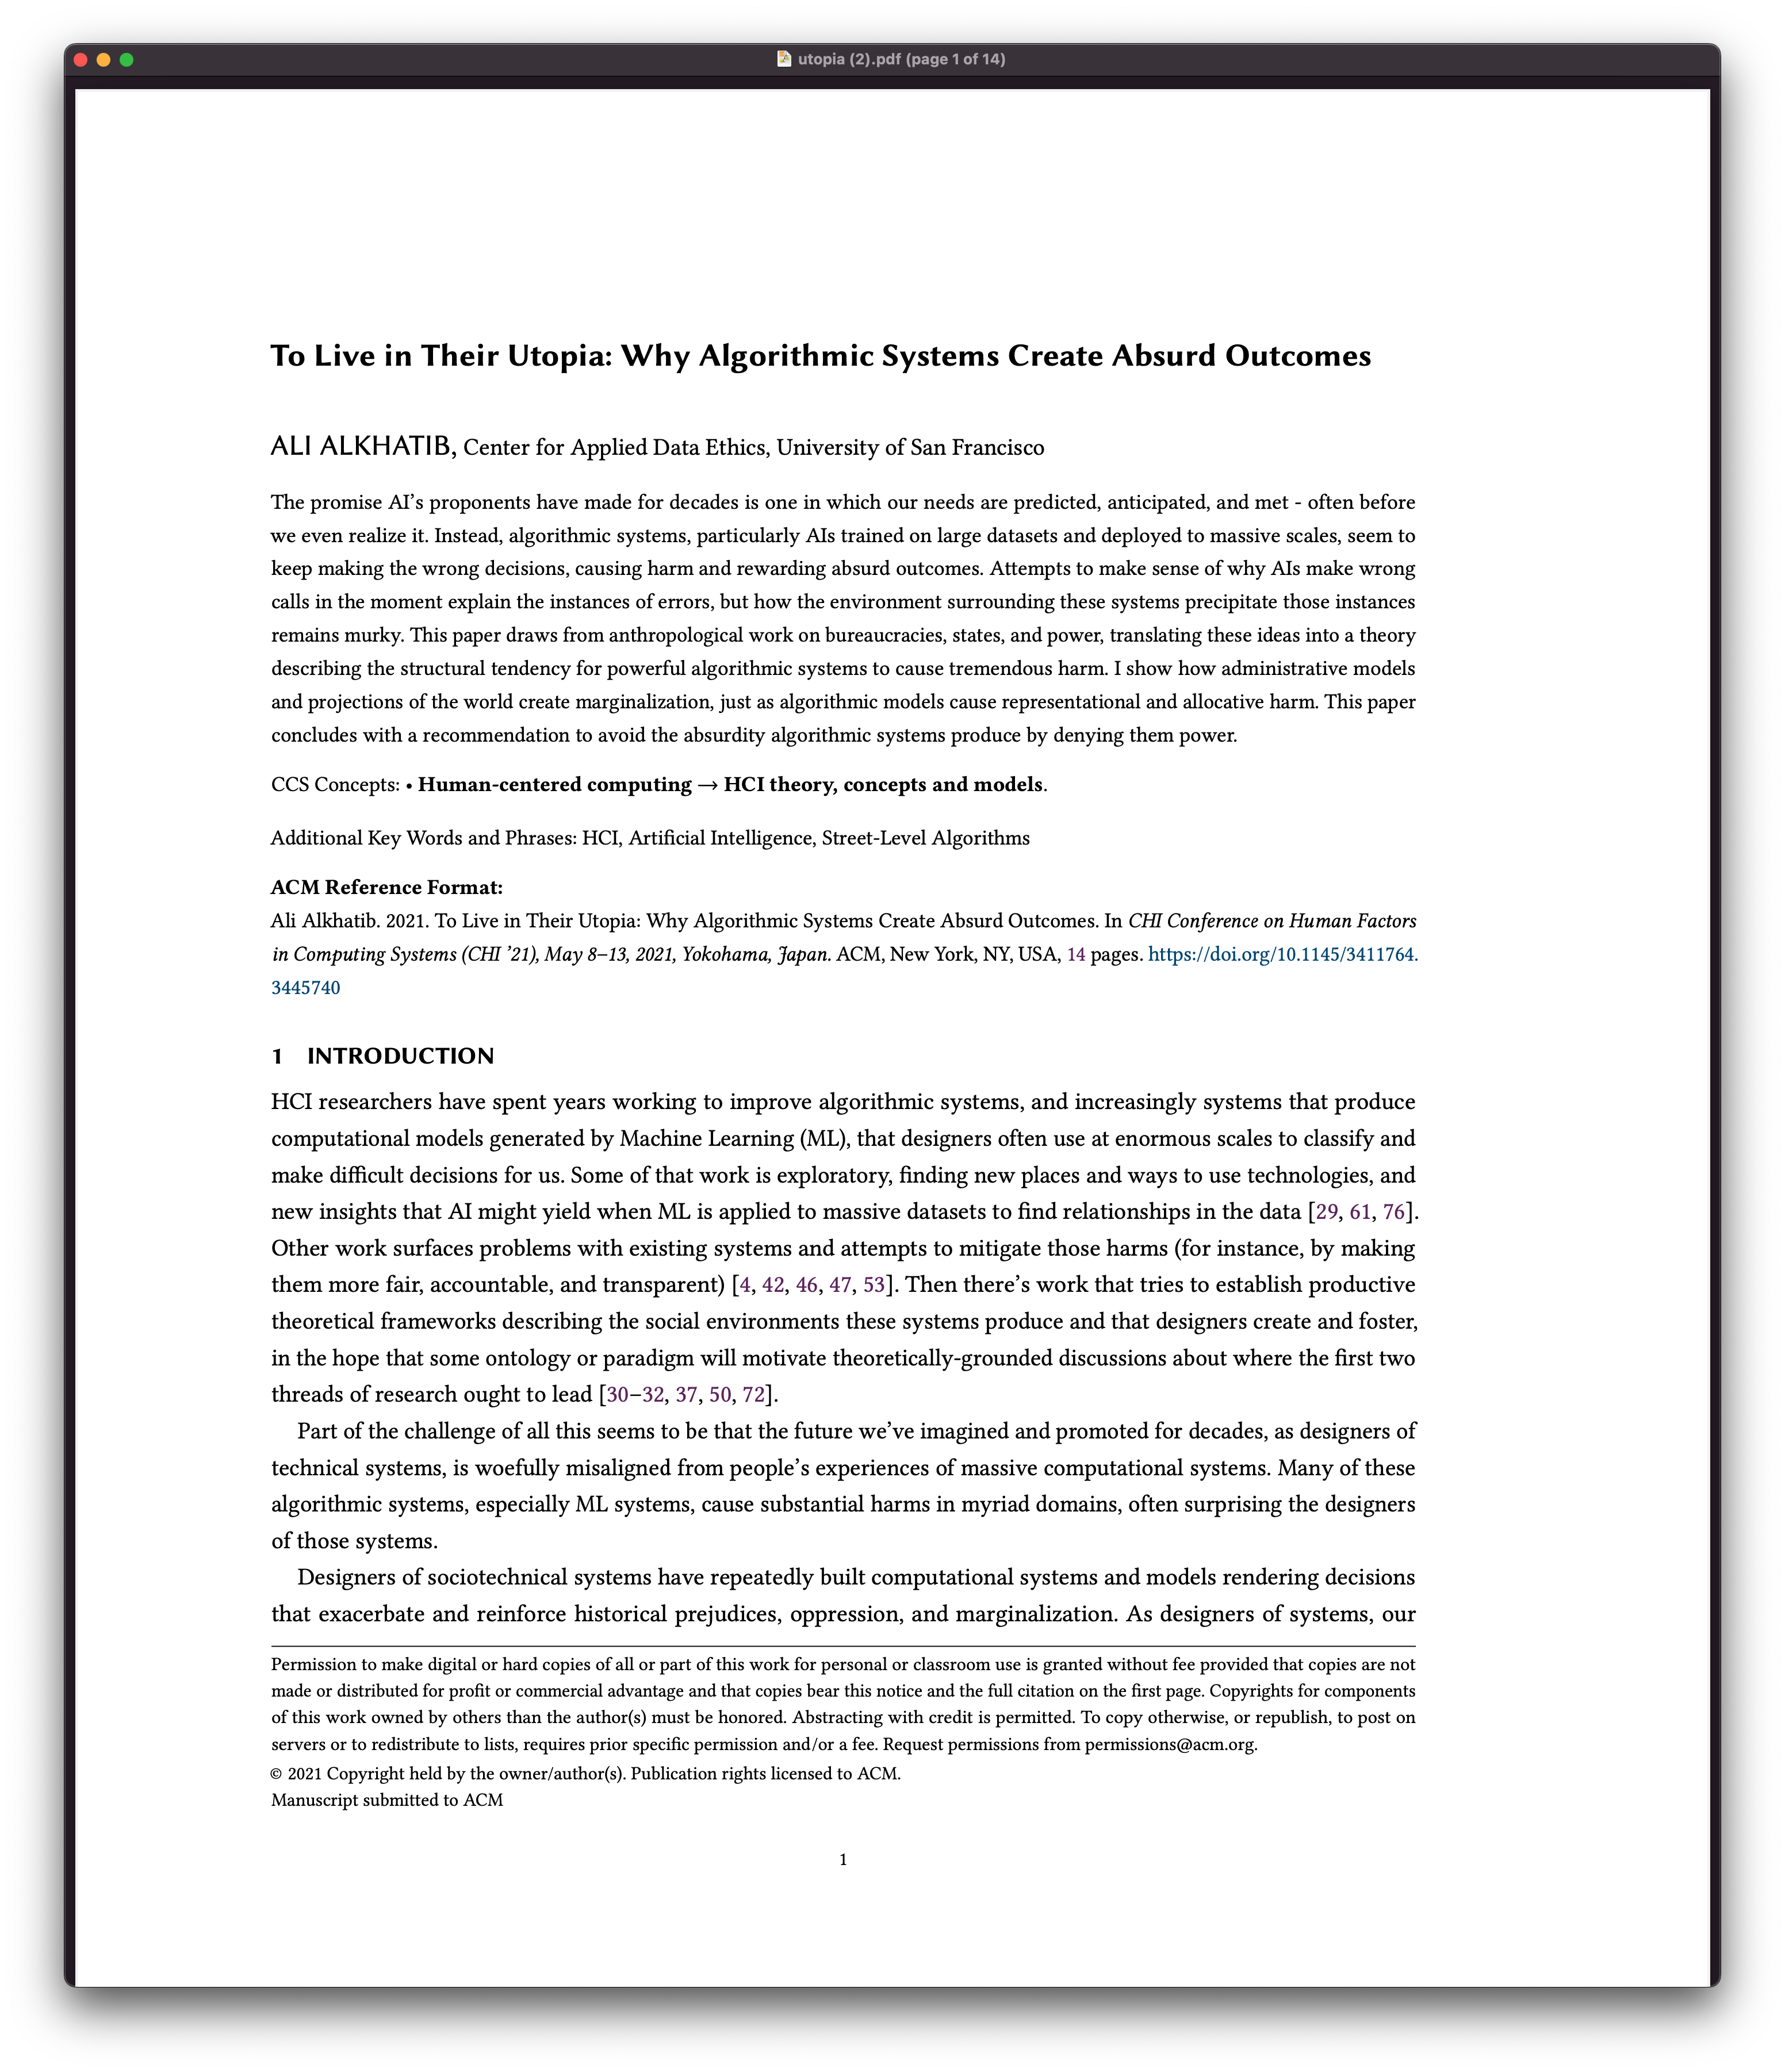 utopia (2).pdf (page 1 of 14)
To Live in Their Utopia: Why Algorithmic Systems Create Absurd Outcomes
ALI ALKHATIB, Center for Applied Data Ethics, University of San Francisco
The promise AI’s proponents have made for decades is one in which our needs are predicted, anticipated, and met - often before
we even realize it. Instead, algorithmic systems, particularly AIs trained on large datasets and deployed to massive scales, seem to
keep making the wrong decisions, causing harm and rewarding absurd outcomes. Attempts to make sense of why AIs make wrong
calls in the moment explain the instances of errors, but how the environment surrounding these systems precipitate those instances
remains murky. This paper draws from anthropological work on bureaucracies, states, and power, translating these ideas into a theory
describing the structural tendency for powerful algorithmic systems to cause tremendous harm. I show how administrative models
and projections of the world create marginalization, just as algorithmic models cause representational and allocative harm. This paper
concludes with a recommendation to avoid the absurdity algorithmic systems produce by denying them power.
CCS Concepts: • Human-centered computing → HCI theory, concepts and models.
Additional Key Words and Phrases: HCI, Artificial Intelligence, Street-Level Algorithms
ACM Reference Format:
Ali Alkhatib. 2021. To Live in Their Utopia: Why Algorithmic Systems Create Absurd Outcomes. In CHI Conference on Human Factors
in Computing Systems (CHI ’21), May 8–13, 2021, Yokohama, Japan. ACM, New York, NY, USA, 14 pages. https://doi.org/10.1145/3411764.
3445740
1 INTRODUCTION
HCI researchers have spent years working to improve algorithmic systems, and increasingly systems that produce
computational models generated by Machine Learning (ML), that designers often use at enormous scales to classify and
make difficult decisions for us. Some of that work is exploratory, finding new places and ways to use technologies, and
new insights that AI might yield when ML is applied to massive datasets to find relationships in the data [29, 61, 76].
Other work surfaces problems with existing systems and attempts to mitigate those harms (for instance, by making
them more fair, accountable, and transparent) [4, 42, 46, 47, 53]. Then there’s work that tries to establish productive
theoretical frameworks describing the social environments these systems produce and that designers create and foster,
in the hope that some ontology or paradigm will motivate theoretically-grounded discussions about where the first two
threads of research ought to lead [30–32, 37, 50, 72].
Part of the challenge of all this seems to be that the future we’ve imagined and promoted for decades, as designers of
technical systems, is woefully misaligned from people’s experiences of massive computational systems. Many of these
algorithmic systems, especially ML systems, cause substantial harms in myriad domains, often surprising the designers
of those systems.
Designers of sociotechnical systems have repeatedly built computational systems and models rendering decisions
that exacerbate and reinforce historical prejudices, oppression, and marginalization. As designers of systems, our
Permission to make digital or hard copies of all or part of this work for personal or classroom use is granted without fee provided that copies are not
made or distributed for profit or commercial advantage and that copies bear this notice and the full citation on the first page. Copyrights for components
of this work owned by others than the author(s) must be honored. Abstracting with credit is permitted. To copy otherwise, or republish, to post on
servers or to redistribute to lists, requires prior specific permission and/or a fee. Request permissions from permissions@acm.org.
© 2021 Copyright held by the owner/author(s). Publication rights licensed to ACM.
Manuscript submitted to ACM
1